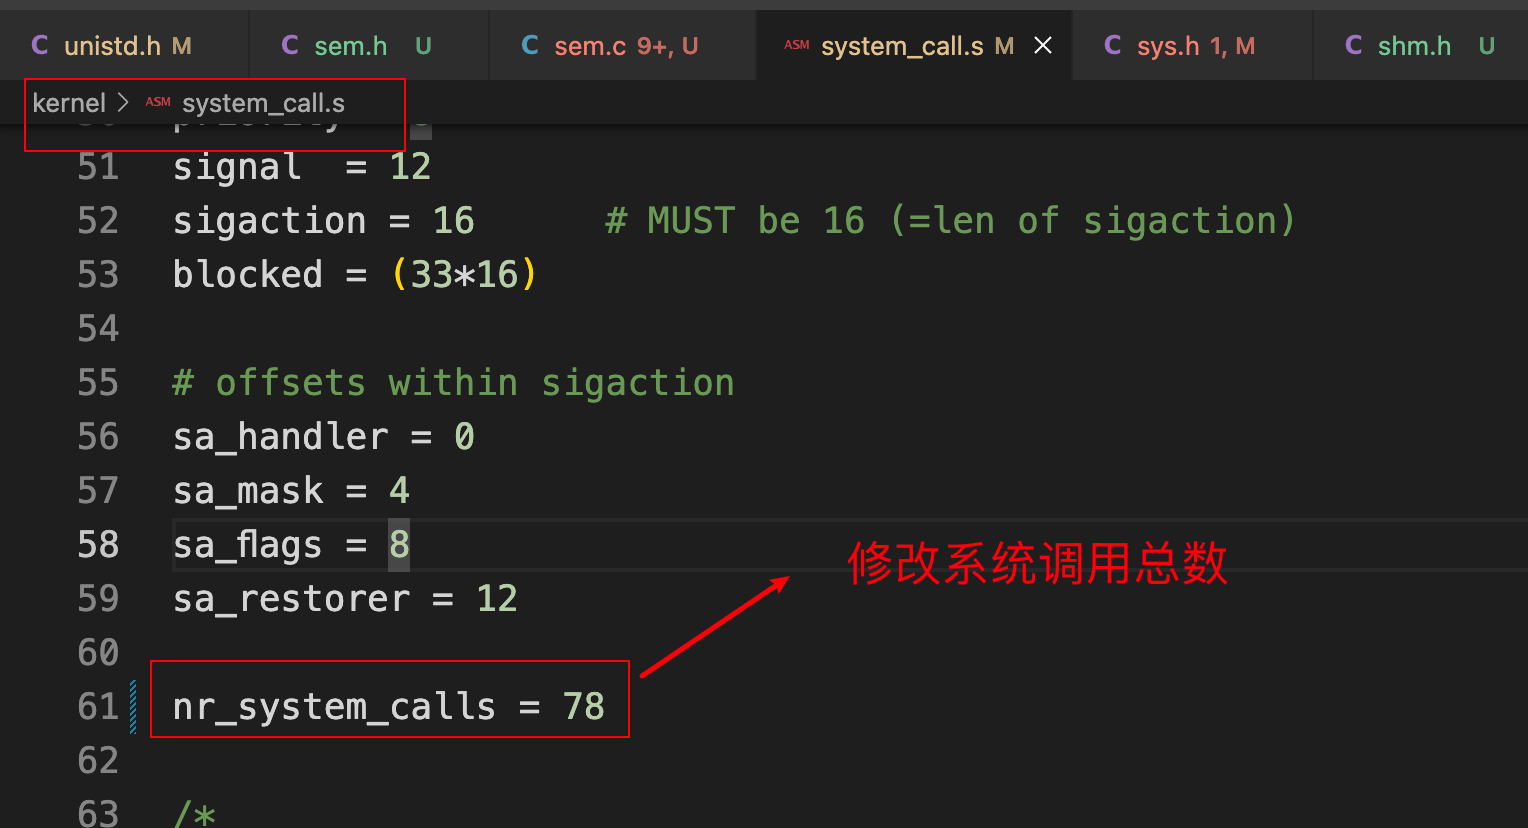 C unistd.h M C sem.h U C sem.c 9+, U ASM system_call.s M C sys.h 1, M C shm.h U
kernel > ASM system_call.s
51 signal = 12
52 sigaction = 16 # MUST be 16 (=len of sigaction)
53 blocked = (33*16)
54
55 # offsets within sigaction
56 sa_handler = 0
57 sa_mask = 4
58 sa_flags = 8
修改系统调用总数
59 sa_restorer = 12
60
61 nr_system_calls = 78
62
63 /*